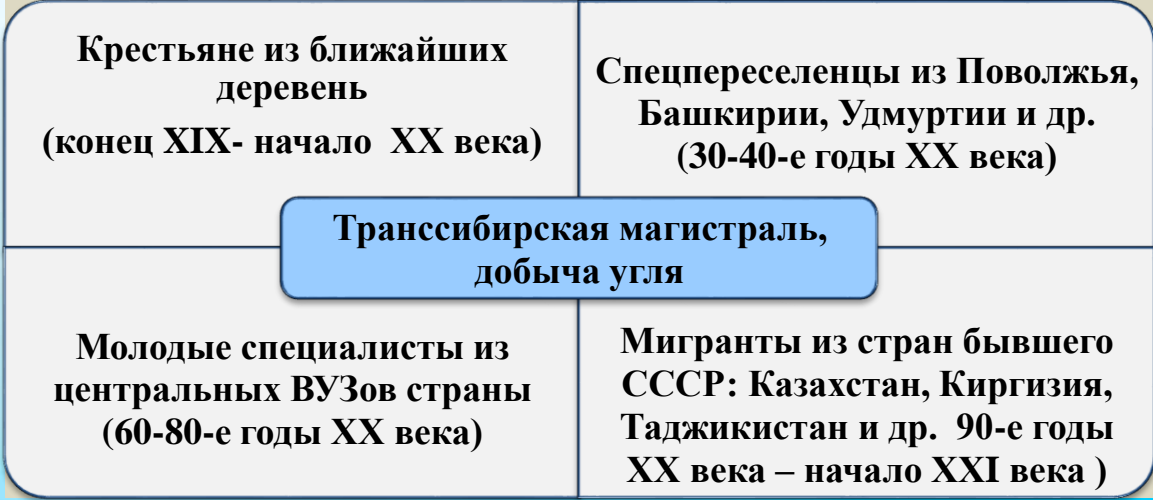 Крестьяне из ближайших
деревень
(конец XIX- начало  XX века)
Спецпереселенцы из Поволжья,
Башкирии, Удмуртии и др.
(30-40-е годы XX века)
Транссибирская магистраль,
добыча угля
Молодые специалисты из
центральных ВУЗов страны
(60-80-е годы XX века)
Мигранты из стран бывшего
СССР: Казахстан, Киргизия,
Таджикистан и др.  90-е годы
XX века – начало XXI века )